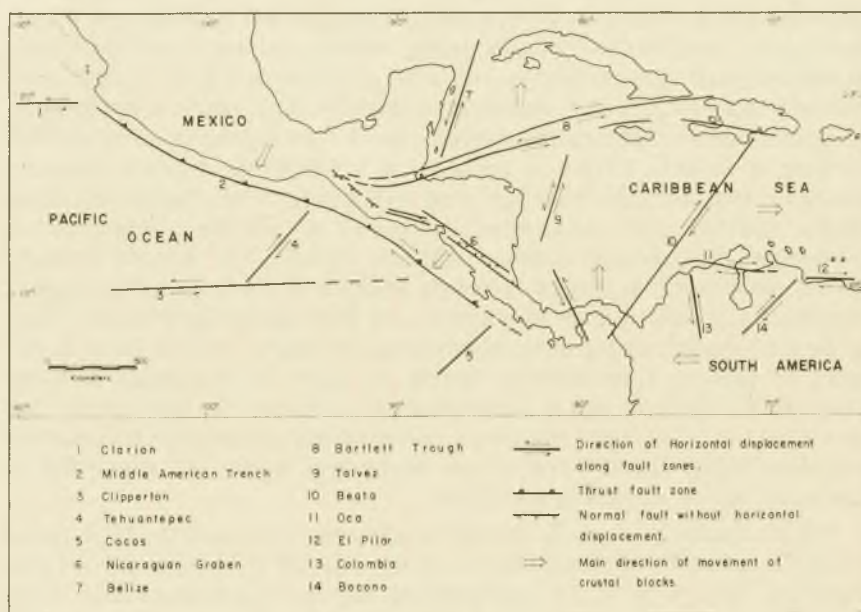 MEXICO
1
7
8
2
PACIFIC
OCEAN
CARIBBEAN SEA
9
6
4
10
11
12
3
13
14
5
SOUTH AMERICA
0
500
1 Clarion
2 Middle American Trench
3 Clipperton
4 Tehuantepec
5 Cocos
6 Nicaraguan Graben
7 Belize
8 Bartlett Trough
9 Talvez
10 Beata
11 Oca
12 El Pilar
13 Colombia
14 Bocono
Direction of Horizontal displacement
along fault zones.
Thrust fault zone
Normal fault without horizontal
displacement.
Main direction of movement of
crustal blocks.